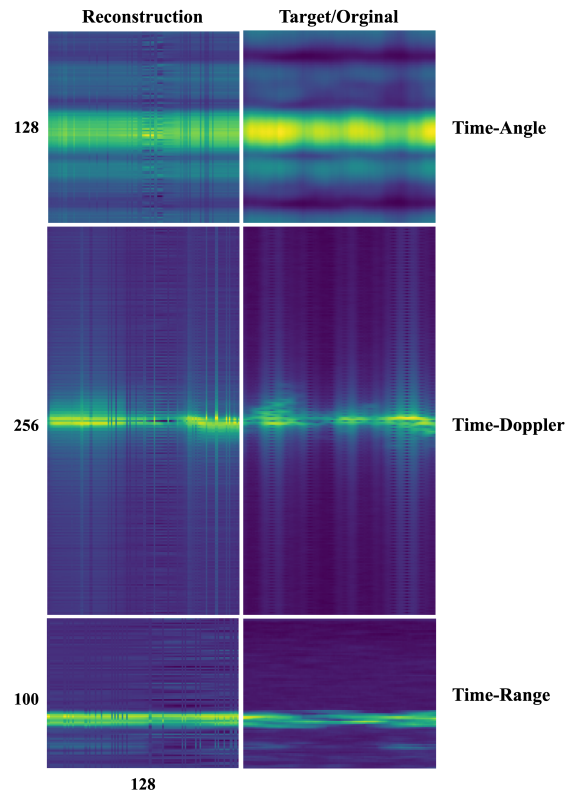 Reconstruction
Target/Orginal
128
Time-Angle
256
Time-Doppler
100
Time-Range
128